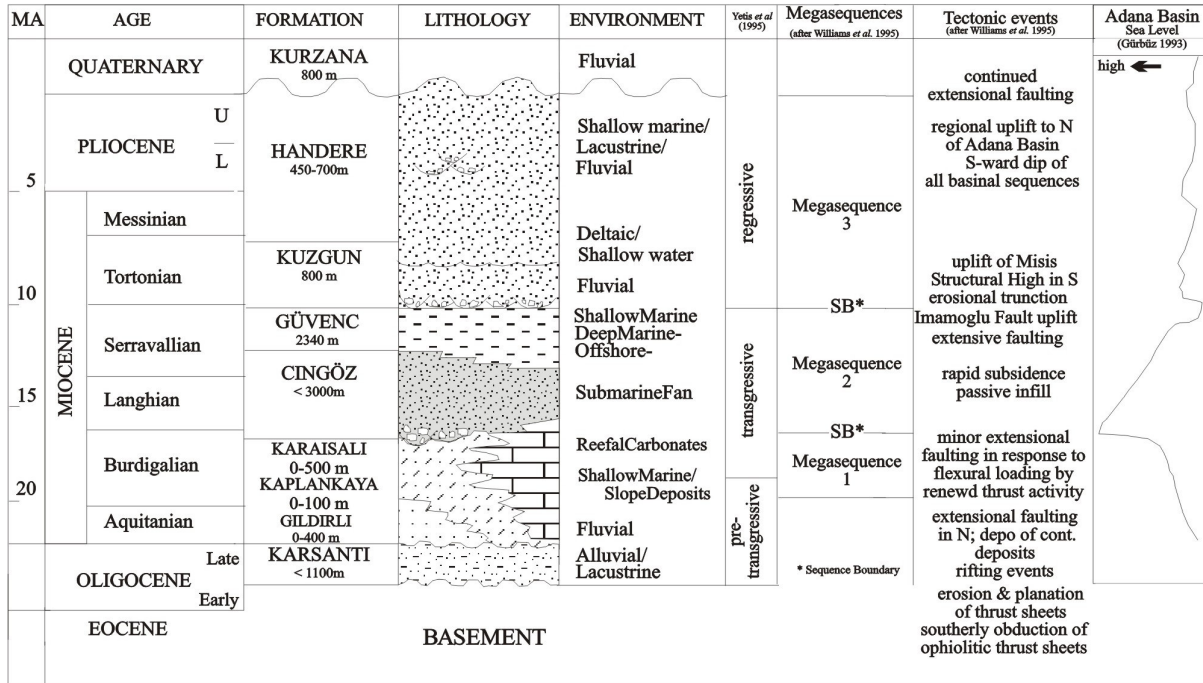 MA
AGE
FORMATION
LITHOLOGY
ENVIRONMENT
Yetis et al
(1995)
Megasequences
(after Williams et al. 1995)
Tectonic events
(after Williams et al. 1995)
Adana Basin
Sea Level
(Gürbüz 1993)
5
10
15
20
QUATERNARY
PLIOCENE
U
L
MIOCENE
Messinian
Tortonian
Serravallian
Langhian
Burdigalian
Aquitanian
OLIGOCENE
Late
Early
EOCENE
KURZANA
800 m
HANDERE
450-700m
KUZGUN
800 m
GÜVENC
2340 m
CINGÖZ
< 3000m
KARAISALI
0-500 m
KAPLANKAYA
0-100 m
GILDIRLI
0-400 m
KARSANTI
< 1100m
BASEMENT
Fluvial
Shallow marine/
Lacustrine/
Fluvial
Deltaic/
Shallow water
Fluvial
ShallowMarine
DeepMarine-
Offshore-
SubmarineFan
ReefalCarbonates
ShallowMarine/
SlopeDeposits
Fluvial
Alluvial/
Lacustrine
regressive
transgressive
pre-
transgressive
Megasequence
3
SB*
Megasequence
2
SB*
Megasequence
1
* Sequence Boundary
continued
extensional faulting
regional uplift to N
of Adana Basin
S-ward dip of
all basinal sequences
uplift of Misis
Structural High in S
erosional trunction
Imamoglu Fault uplift
extensive faulting
rapid subsidence
passive infill
minor extensional
faulting in response to
flexural loading by
renewd thrust activity
extensional faulting
in N; depo of cont.
deposits
rifting events
erosion & planation
of thrust sheets
southerly obduction of
ophiolitic thrust sheets
high